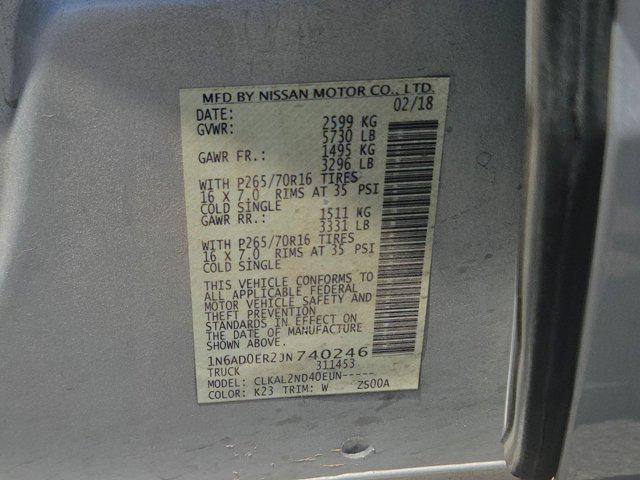 MFD BY NISSAN MOTOR CO., LTD.
DATE: 02/18
GVWR: 2599 KG
5730 LB
GAWR FR.: 1495 KG
3296 LB
WITH P265/70R16 TIRES
16 X 7.0 RIMS AT 35 PSI
COLD SINGLE
GAWR RR.: 1511 KG
3331 LB
WITH P265/70R16 TIRES
16 X 7.0 RIMS AT 35 PSI
COLD SINGLE
THIS VEHICLE CONFORMS TO
ALL APPLICABLE FEDERAL
MOTOR VEHICLE SAFETY AND
THEFT PREVENTION
STANDARDS IN EFFECT ON
THE DATE OF MANUFACTURE
SHOWN ABOVE.
1N6AD0ER2JN740246
TRUCK 311453
MODEL: CLKAL2ND40EUN-----
COLOR: K23 TRIM: W ZS00A